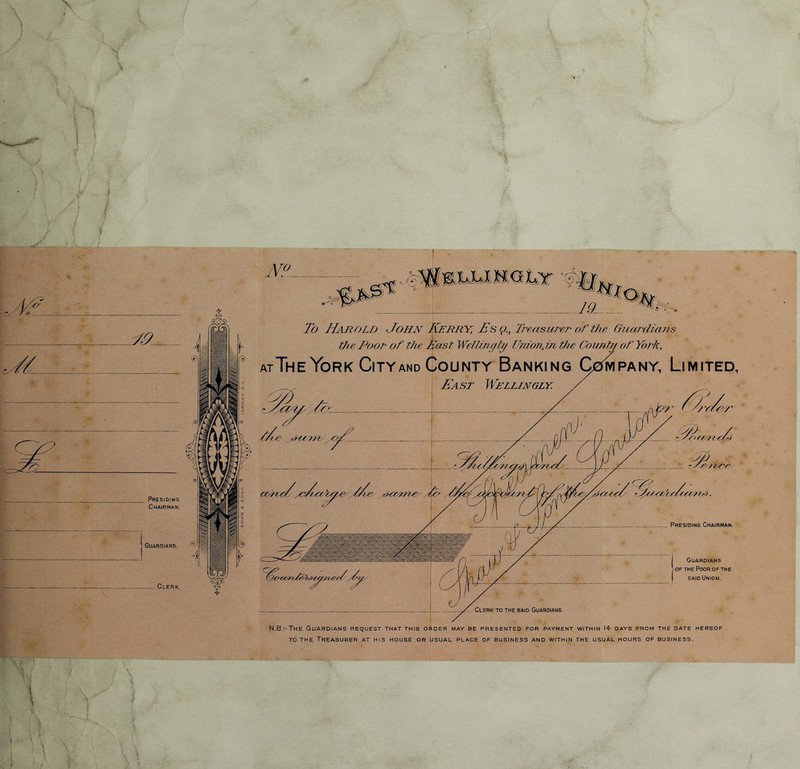 No
19
M
£
PRESIDING
CHAIRMAN.
GUARDIANS.
CLERK.
No
EAST WELLINGLY UNION.
19
To HAROLD JOHN KERRY, ESQ., Treasurer of the Guardians
the Poor of the East Wellingly Union, in the County of York,
AT THE YORK CITY AND COUNTY BANKING COMPANY, LIMITED,
EAST WELLINGLY.
Pay to or Order
the sum of Pounds
Shillings and Pence
and charge the same to the account of the said Guardians.
Specimen.
Shaw & Sons London
PRESIDING CHAIRMAN.
£
GUARDIANS
OF THE POOR OF THE
SAID UNION.
Countersigned by
CLERK TO THE SAID GUARDIANS.
N.B:-THE GUARDIANS REQUEST THAT THIS ORDER MAY BE PRESENTED FOR PAYMENT WITHIN 14 DAYS FROM THE DATE HEREOF
TO THE TREASURER AT HIS HOUSE OR USUAL PLACE OF BUSINESS AND WITHIN THE USUAL HOURS OF BUSINESS.